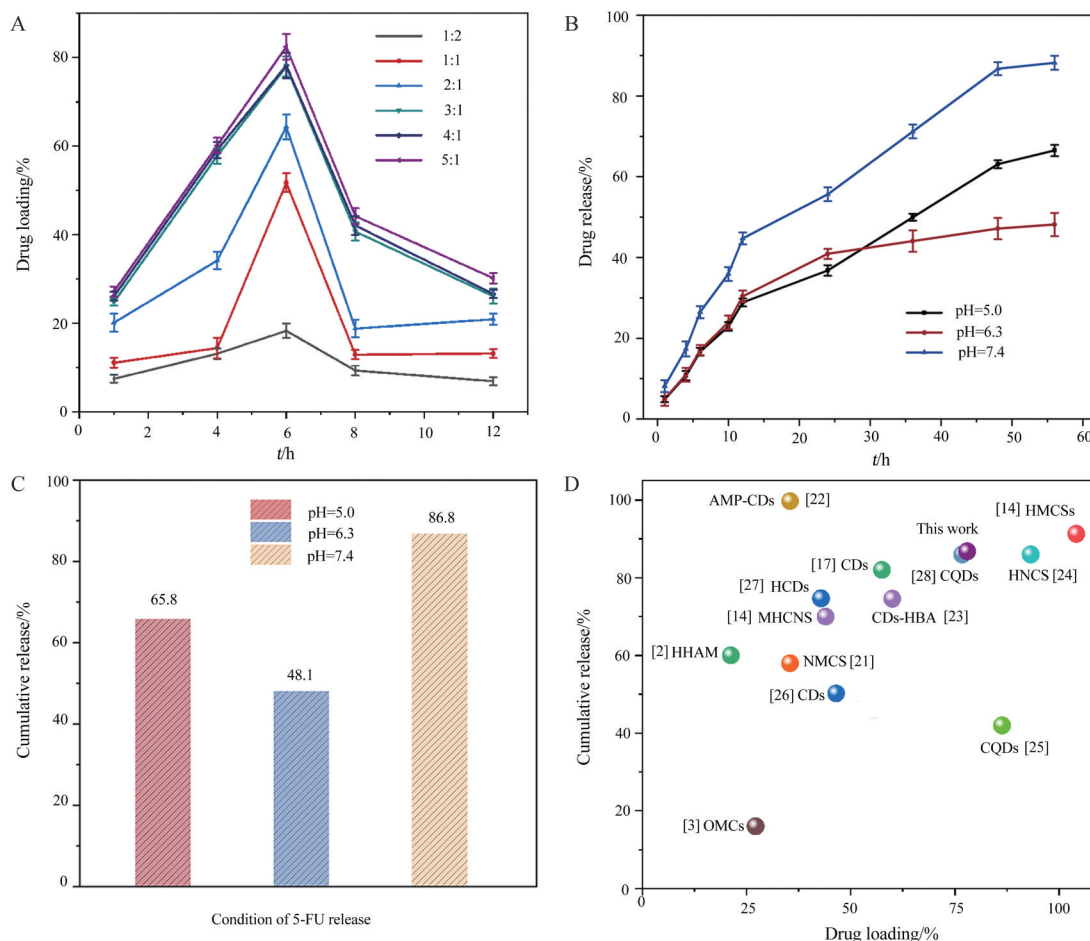 A
Drug loading/%
80
60
40
20
0
0
2
4
6
8
10
12
t/h
1:2
1:1
2:1
3:1
4:1
5:1
B
Drug release/%
100
80
60
40
20
0
0
10
20
30
40
50
60
t/h
pH=5.0
pH=6.3
pH=7.4
C
Cumulative release/%
100
80
60
40
20
0
pH=5.0
pH=6.3
pH=7.4
65.8
48.1
86.8
Condition of 5-FU release
D
Cumulative release/%
100
80
60
40
20
0
0
25
50
75
100
Drug loading/%
AMP-CDs [22]
[14] HMCSs
This work
[17] CDs
[28] CQDs
HNCS [24]
[27] HCDs
[14] MHCNS
CDs-HBA [23]
[2] HHAM
NMCS [21]
[26] CDs
CQDs [25]
[3] OMCs